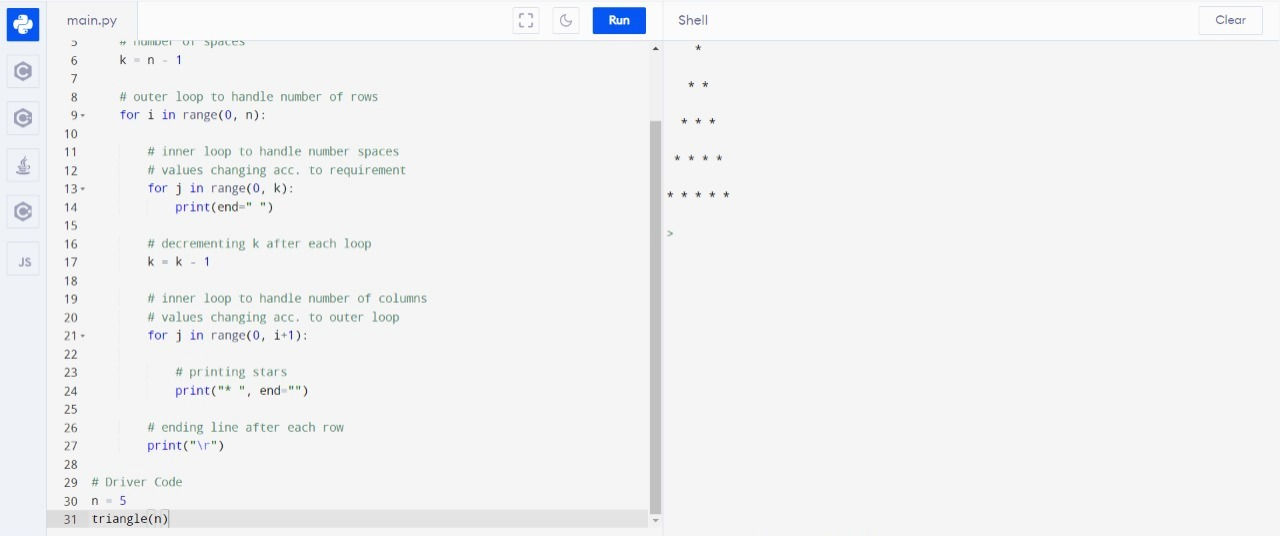 main.py
Run
Shell
Clear
5 # number of spaces
6 k = n - 1
7
8 # outer loop to handle number of rows
9 for i in range(0, n):
10
11 # inner loop to handle number spaces
12 # values changing acc. to requirement
13 for j in range(0, k):
14 print(end=" ")
15
16 # decrementing k after each loop
17 k = k - 1
18
19 # inner loop to handle number of columns
20 # values changing acc. to outer loop
21 for j in range(0, i+1):
22
23 # printing stars
24 print("* ", end="")
25
26 # ending line after each row
27 print("\r")
28
29 # Driver Code
30 n = 5
31 triangle(n)
JS
*
* *
* * *
* * * *
* * * * *
>